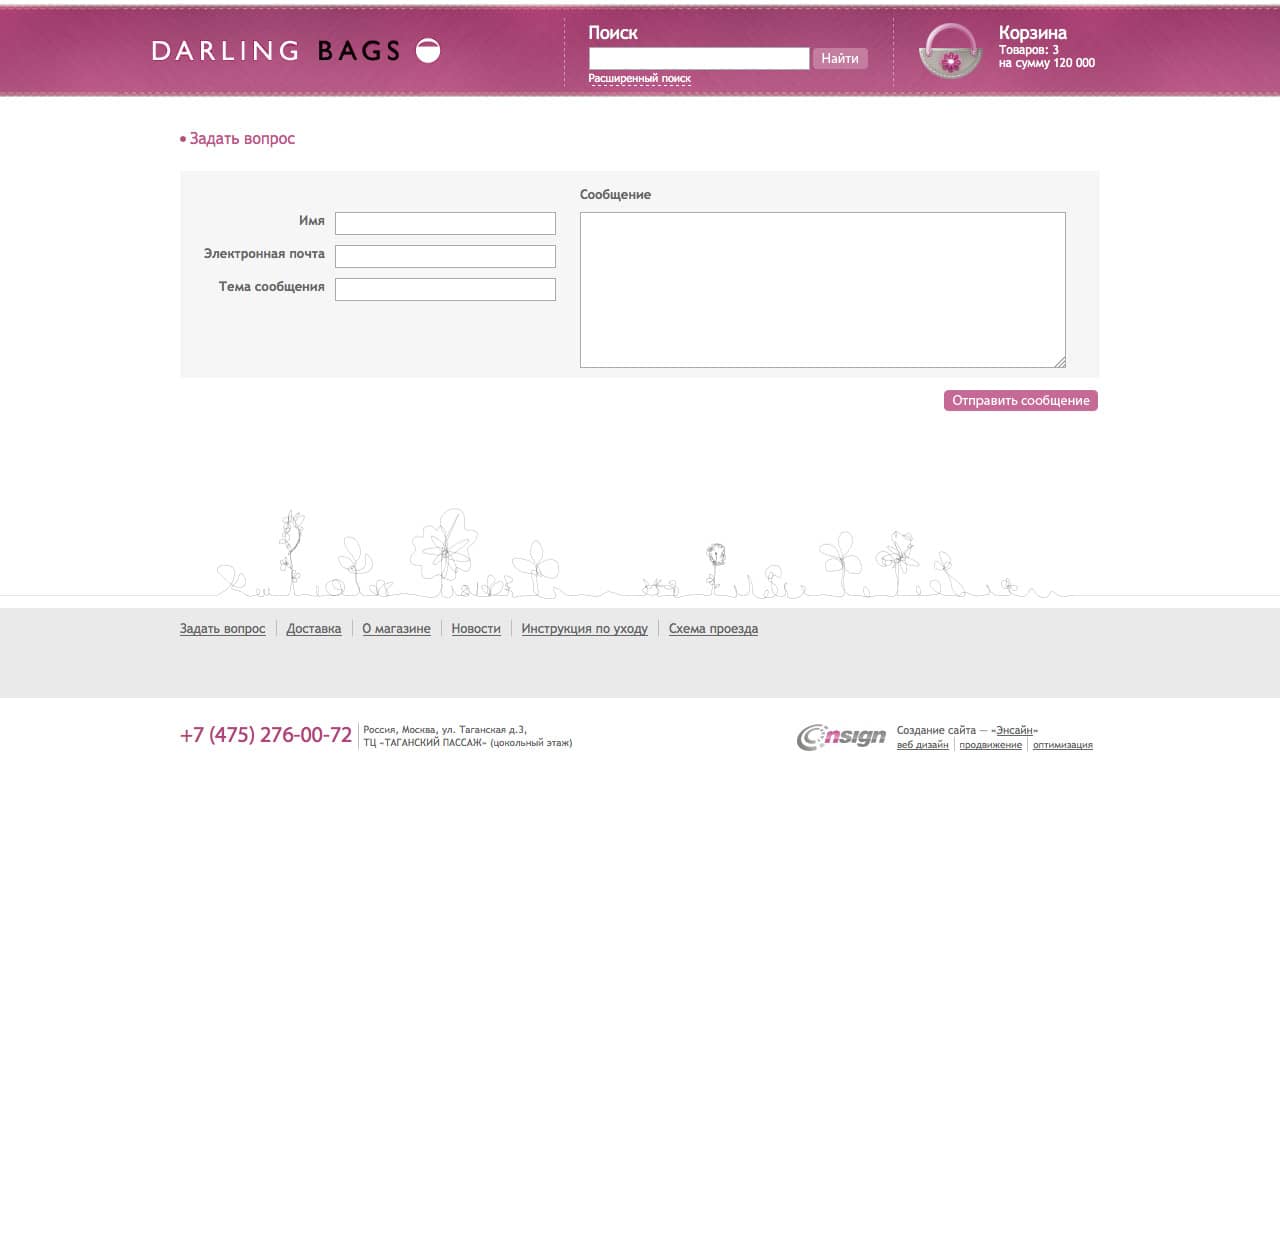 DARLING BAGS
Поиск
Найти
Расширенный поиск
Корзина
Товаров: 3
на сумму 120 000
• Задать вопрос
Сообщение
Имя
Электронная почта
Тема сообщения
Отправить сообщение
Задать вопрос
Доставка
О магазине
Новости
Инструкция по уходу
Схема проезда
+7 (475) 276-00-72
Россия, Москва, ул. Таганская д.3,
ТЦ «ТАГАНСКИЙ ПАССАЖ» (цокольный этаж)
nsign
Создание сайта — «Энсайн»
веб дизайн
продвижение
оптимизация